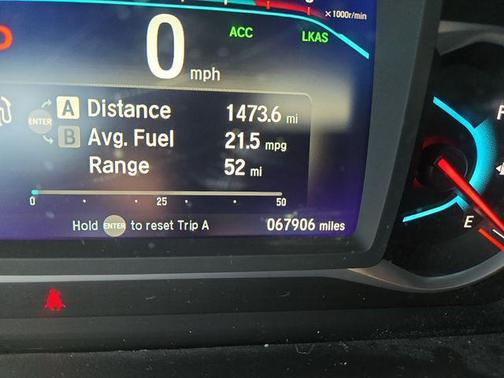 x 1000r/min
0
mph
ACC
LKAS
A Distance 1473.6 mi
ENTER
B Avg. Fuel 21.5 mpg
Range 52 mi
0 25 50
Hold ENTER to reset Trip A 067906 miles
E